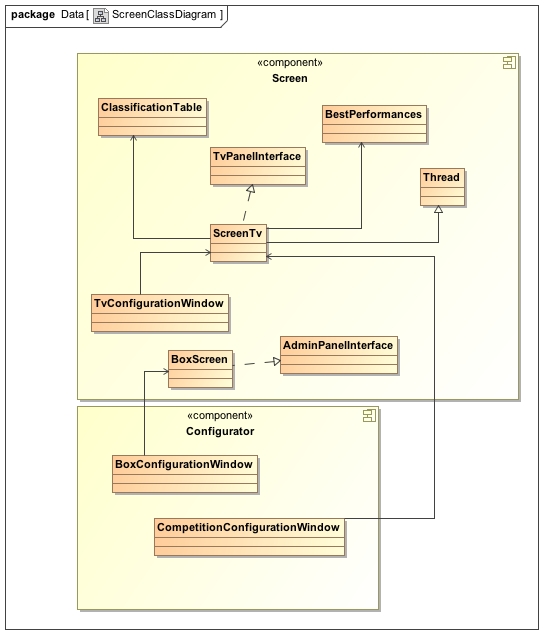 package Data [ ScreenClassDiagram ]
«component»
Screen
ClassificationTable
BestPerformances
TvPanelInterface
Thread
ScreenTv
TvConfigurationWindow
AdminPanelInterface
BoxScreen
«component»
Configurator
BoxConfigurationWindow
CompetitionConfigurationWindow